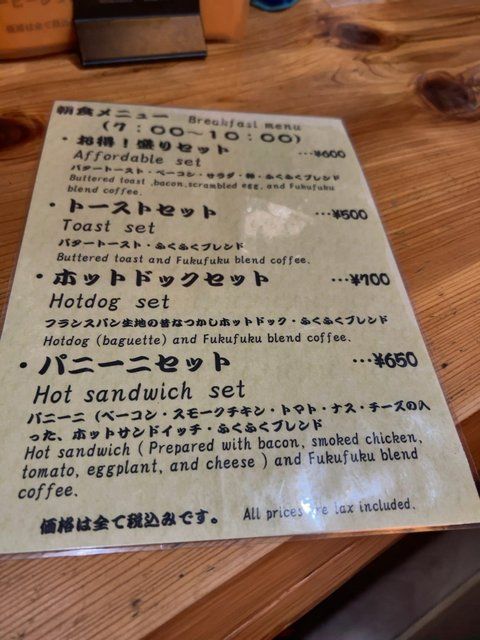 朝食メニュー Breakfast menu
(7:00〜10:00)
・お得!盛りセット ···¥600
Affordable set
バタートースト・ベーコン・サラダ・卵・ふくふくブレンド
Buttered toast ,bacon,scrambled egg, and Fukufuku
blend coffee.
・トーストセット ···¥500
Toast set
バタートースト・ふくふくブレンド
Buttered toast and Fukufuku blend coffee.
・ホットドックセット ···¥700
Hotdog set
フランスパン生地の昔なつかしホットドック・ふくふくブレンド
Hotdog (baguette) and Fukufuku blend coffee.
・パニーニセット ···¥650
Hot sandwich set
パニーニ(ベーコン・スモークチキン・トマト・ナス・チーズの入
った、ホットサンドイッチ・ふくふくブレンド
Hot sandwich ( Prepared with bacon, smoked chicken,
tomato, eggplant, and cheese ) and Fukufuku blend
coffee.
価格は全て税込みです。 All prices are tax included.